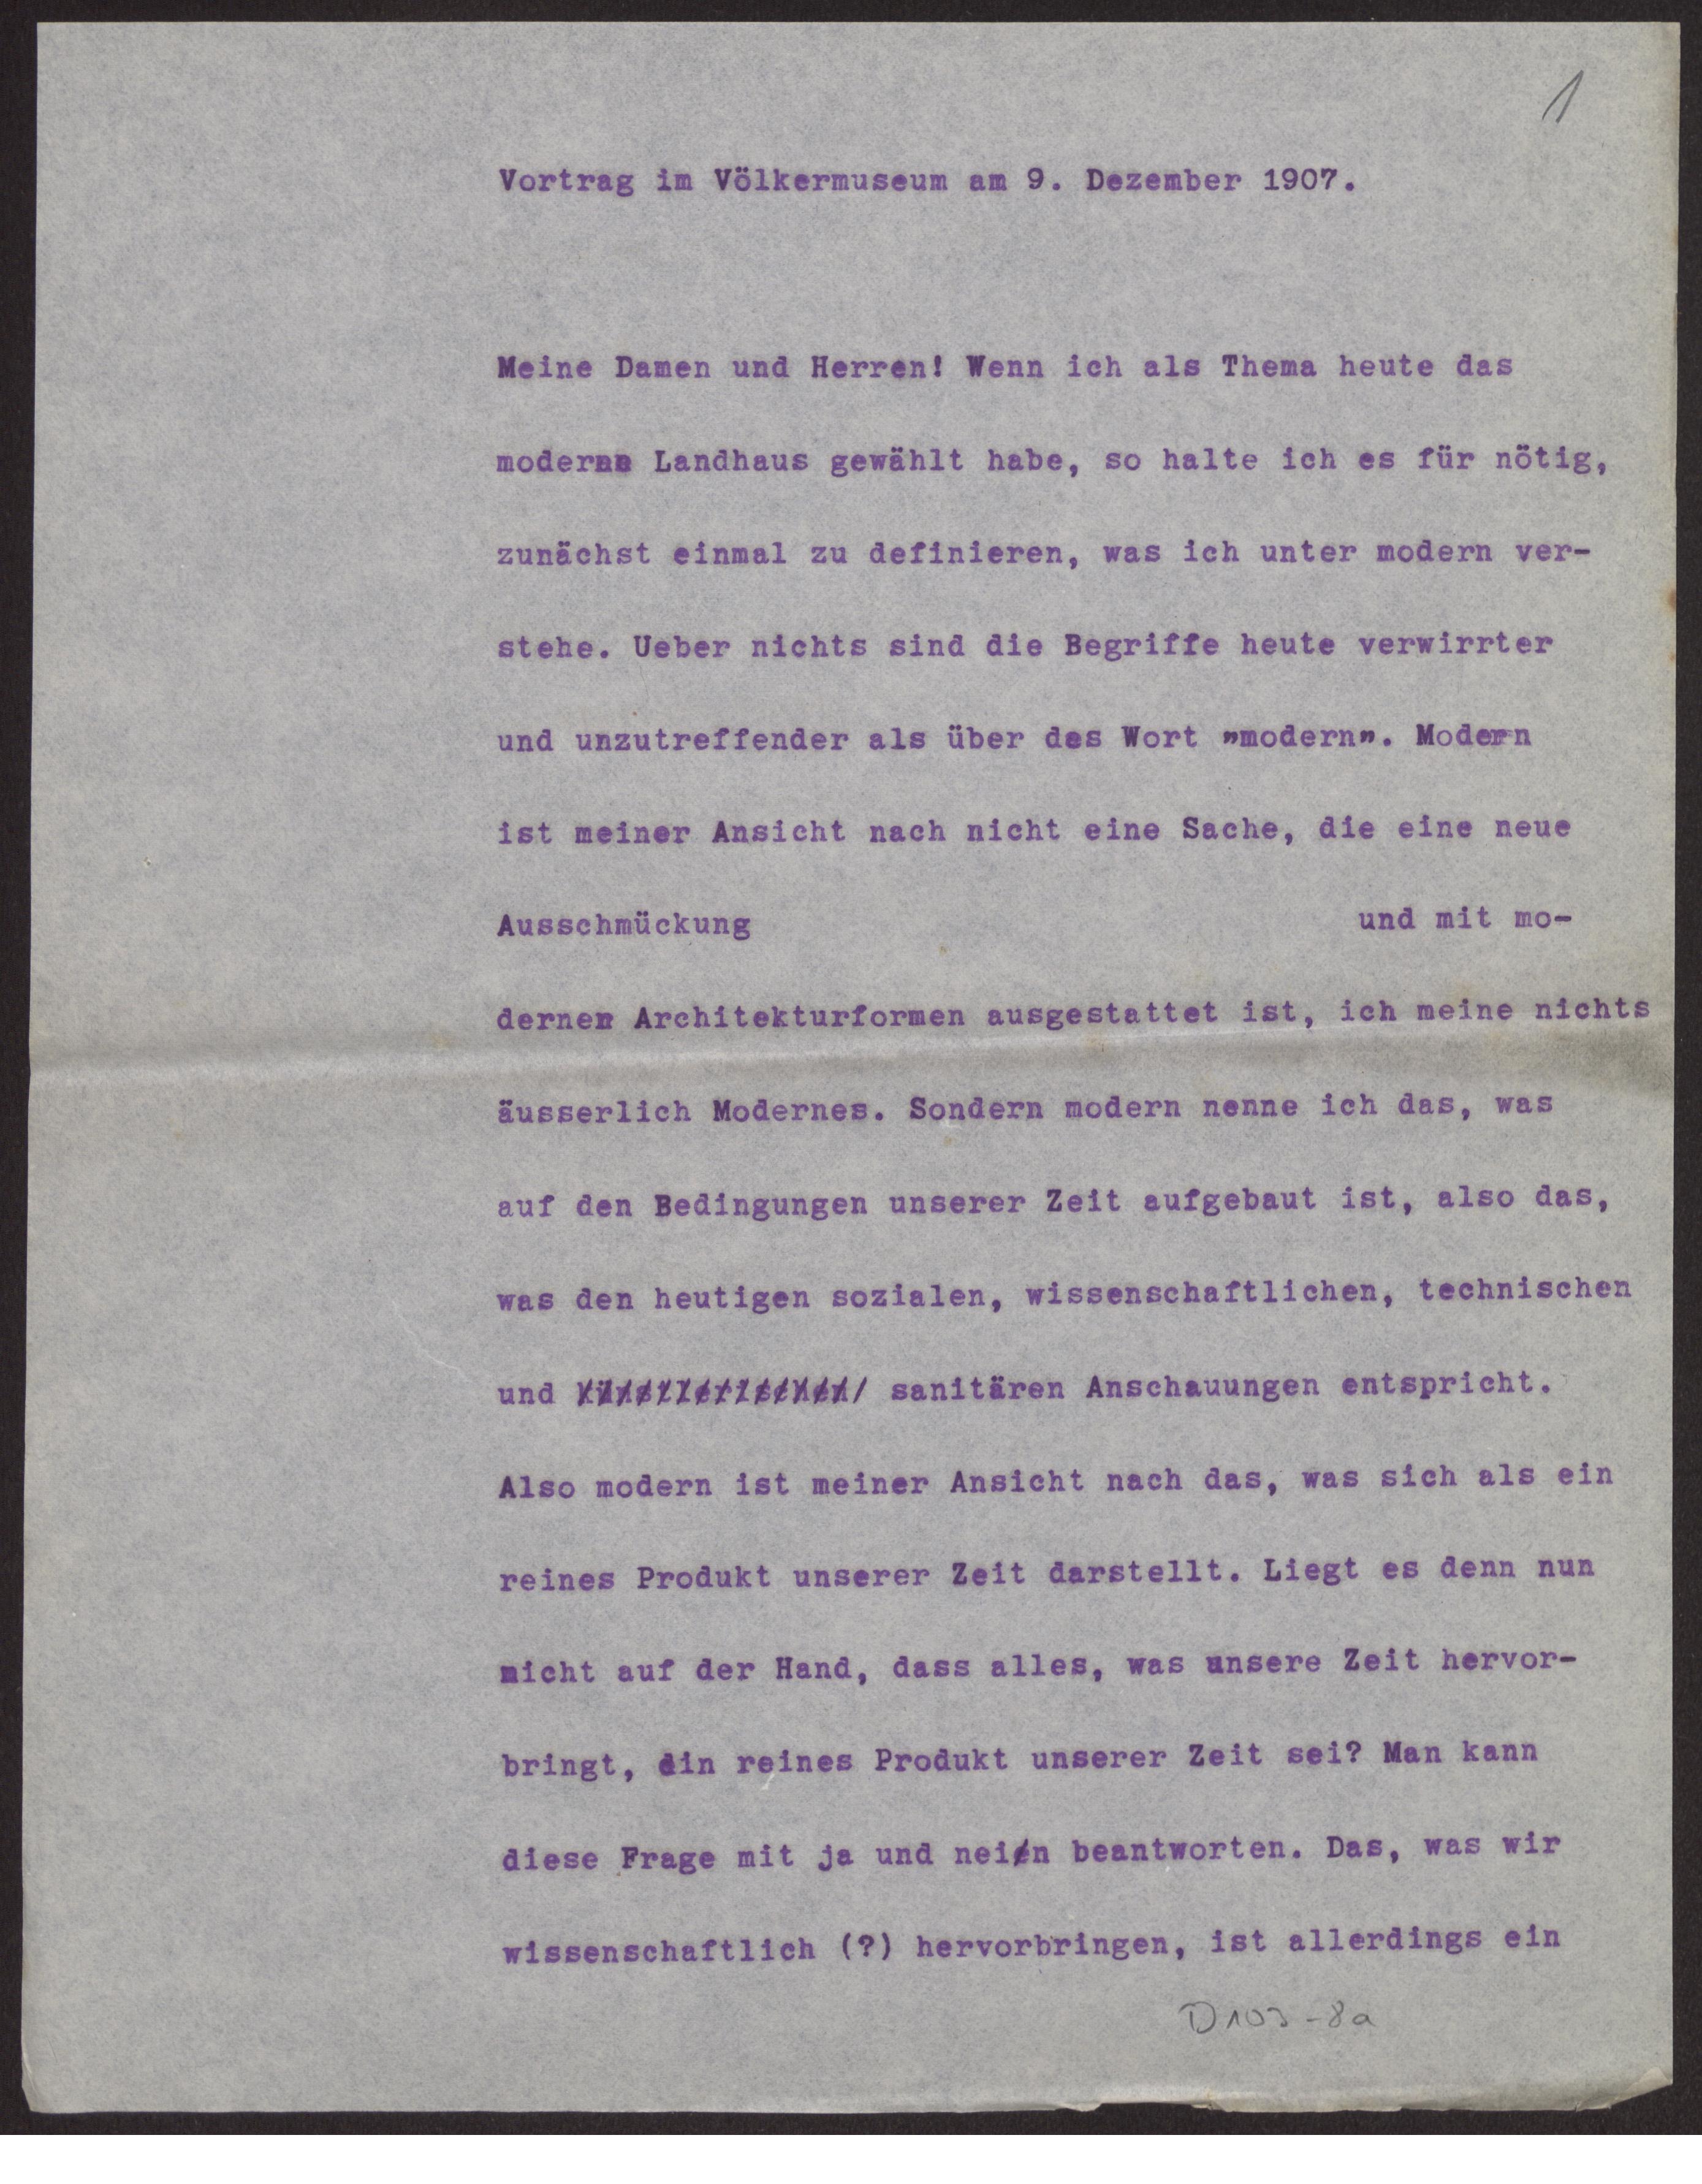 1
Vortrag im Völkermuseum am 9. Dezember 1907.
Meine Damen und Herren! Wenn ich als Thema heute das
moderne Landhaus gewählt habe, so halte ich es für nötig,
zunächst einmal zu definieren, was ich unter modern ver-
stehe. Ueber nichts sind die Begriffe heute verwirrter
und unzutreffender als über das Wort "modern". Modern
ist meiner Ansicht nach nicht eine Sache, die eine neue
Ausschmückung und mit mo-
dernen Architekturformen ausgestattet ist, ich meine nichts
äusserlich Modernes. Sondern modern nenne ich das, was
auf den Bedingungen unserer Zeit aufgebaut ist, also das,
was den heutigen sozialen, wissenschaftlichen, technischen
und künstlerischen sanitären Anschauungen entspricht.
Also modern ist meiner Ansicht nach das, was sich als ein
reines Produkt unserer Zeit darstellt. Liegt es denn nun
nicht auf der Hand, dass alles, was unsere Zeit hervor-
bringt, ein reines Produkt unserer Zeit sei? Man kann
diese Frage mit ja und nein beantworten. Das, was wir
wissenschaftlich (?) hervorbringen, ist allerdings ein
D103-8a